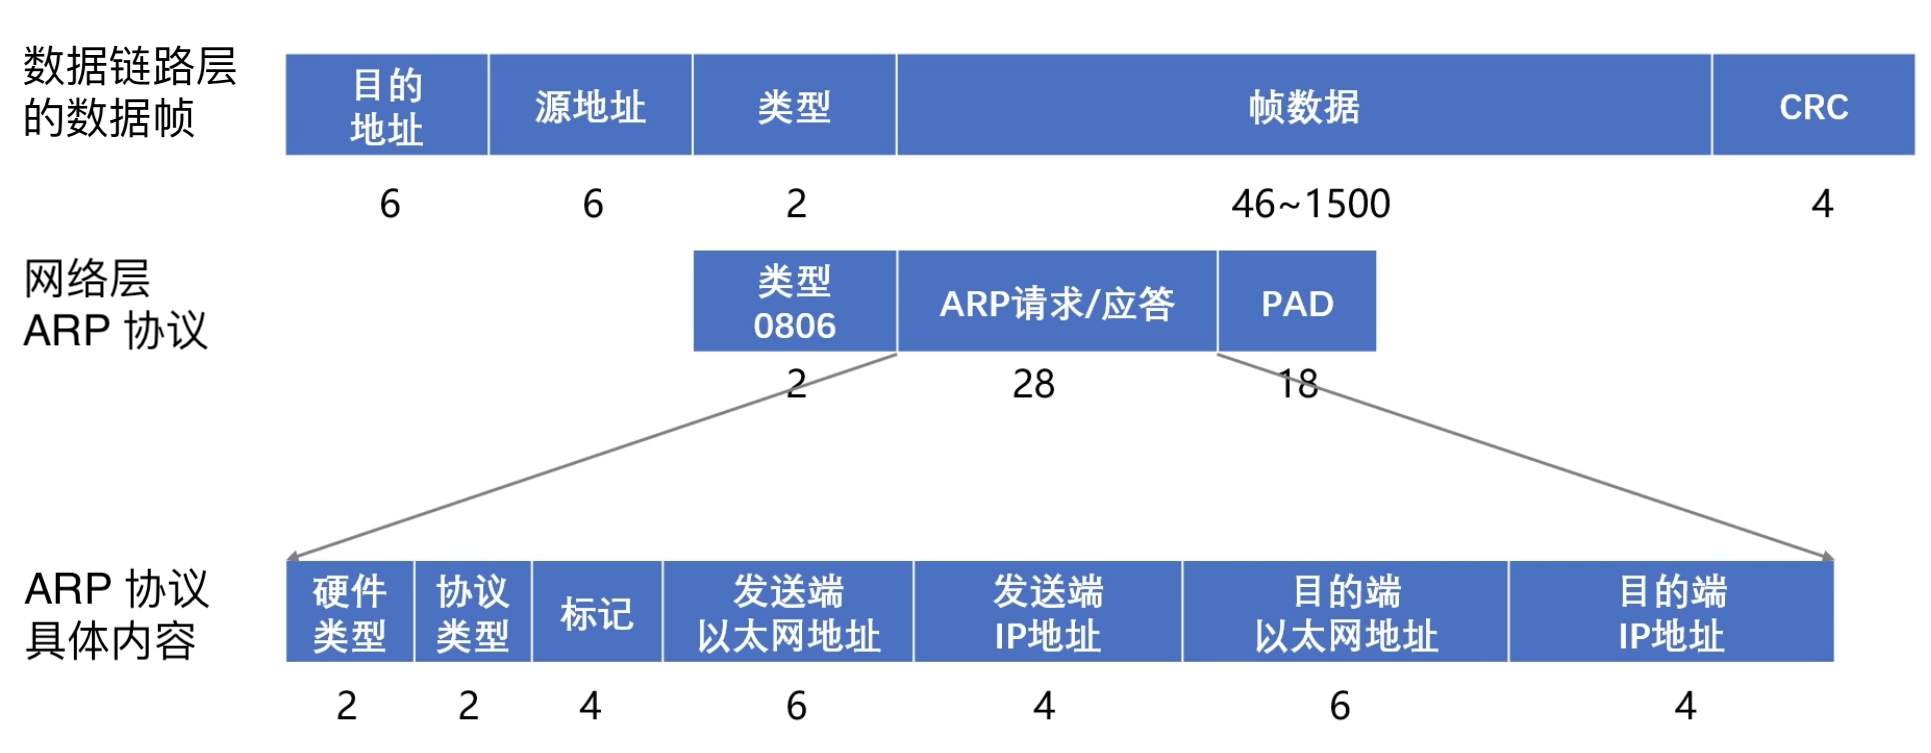 数据链路层
的数据帧
目的
地址
源地址
类型
帧数据
CRC
6
6
2
46~1500
4
网络层
ARP 协议
类型
0806
ARP请求/应答
PAD
2
28
18
ARP 协议
具体内容
硬件
类型
协议
类型
标记
发送端
以太网地址
发送端
IP地址
目的端
以太网地址
目的端
IP地址
2
2
4
6
4
6
4